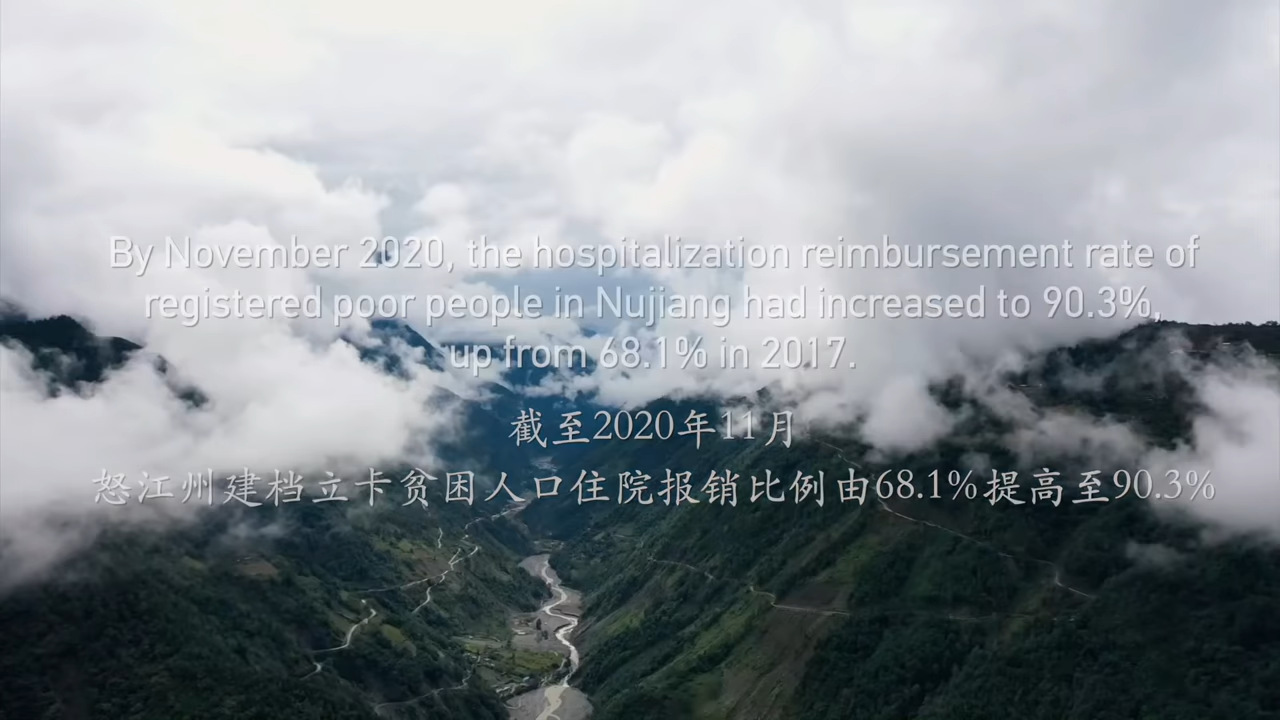 By November 2020, the hospitalization reimbursement rate of
registered poor people in Nujiang had increased to 90.3%,
up from 68.1% in 2017.
截至2020年11月
怒江州建档立卡贫困人口住院报销比例由68.1%提高至90.3%